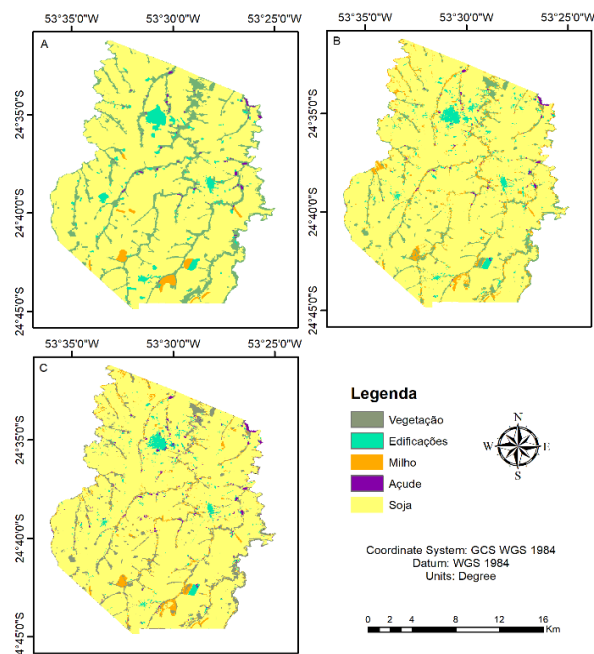 53°35'0"W 53°30'0"W 53°25'0"W
53°35'0"W 53°30'0"W 53°25'0"W
A
B
24°35'0"S
24°40'0"S
24°45'0"S
24°35'0"S
24°40'0"S
24°45'0"S
53°35'0"W 53°30'0"W 53°25'0"W
C
24°35'0"S
24°40'0"S
24°45'0"S
Legenda
Vegetação
Edificações
Milho
Açude
Soja
N
W E
S
Coordinate System: GCS WGS 1984
Datum: WGS 1984
Units: Degree
0 2 4 8 12 16
Km